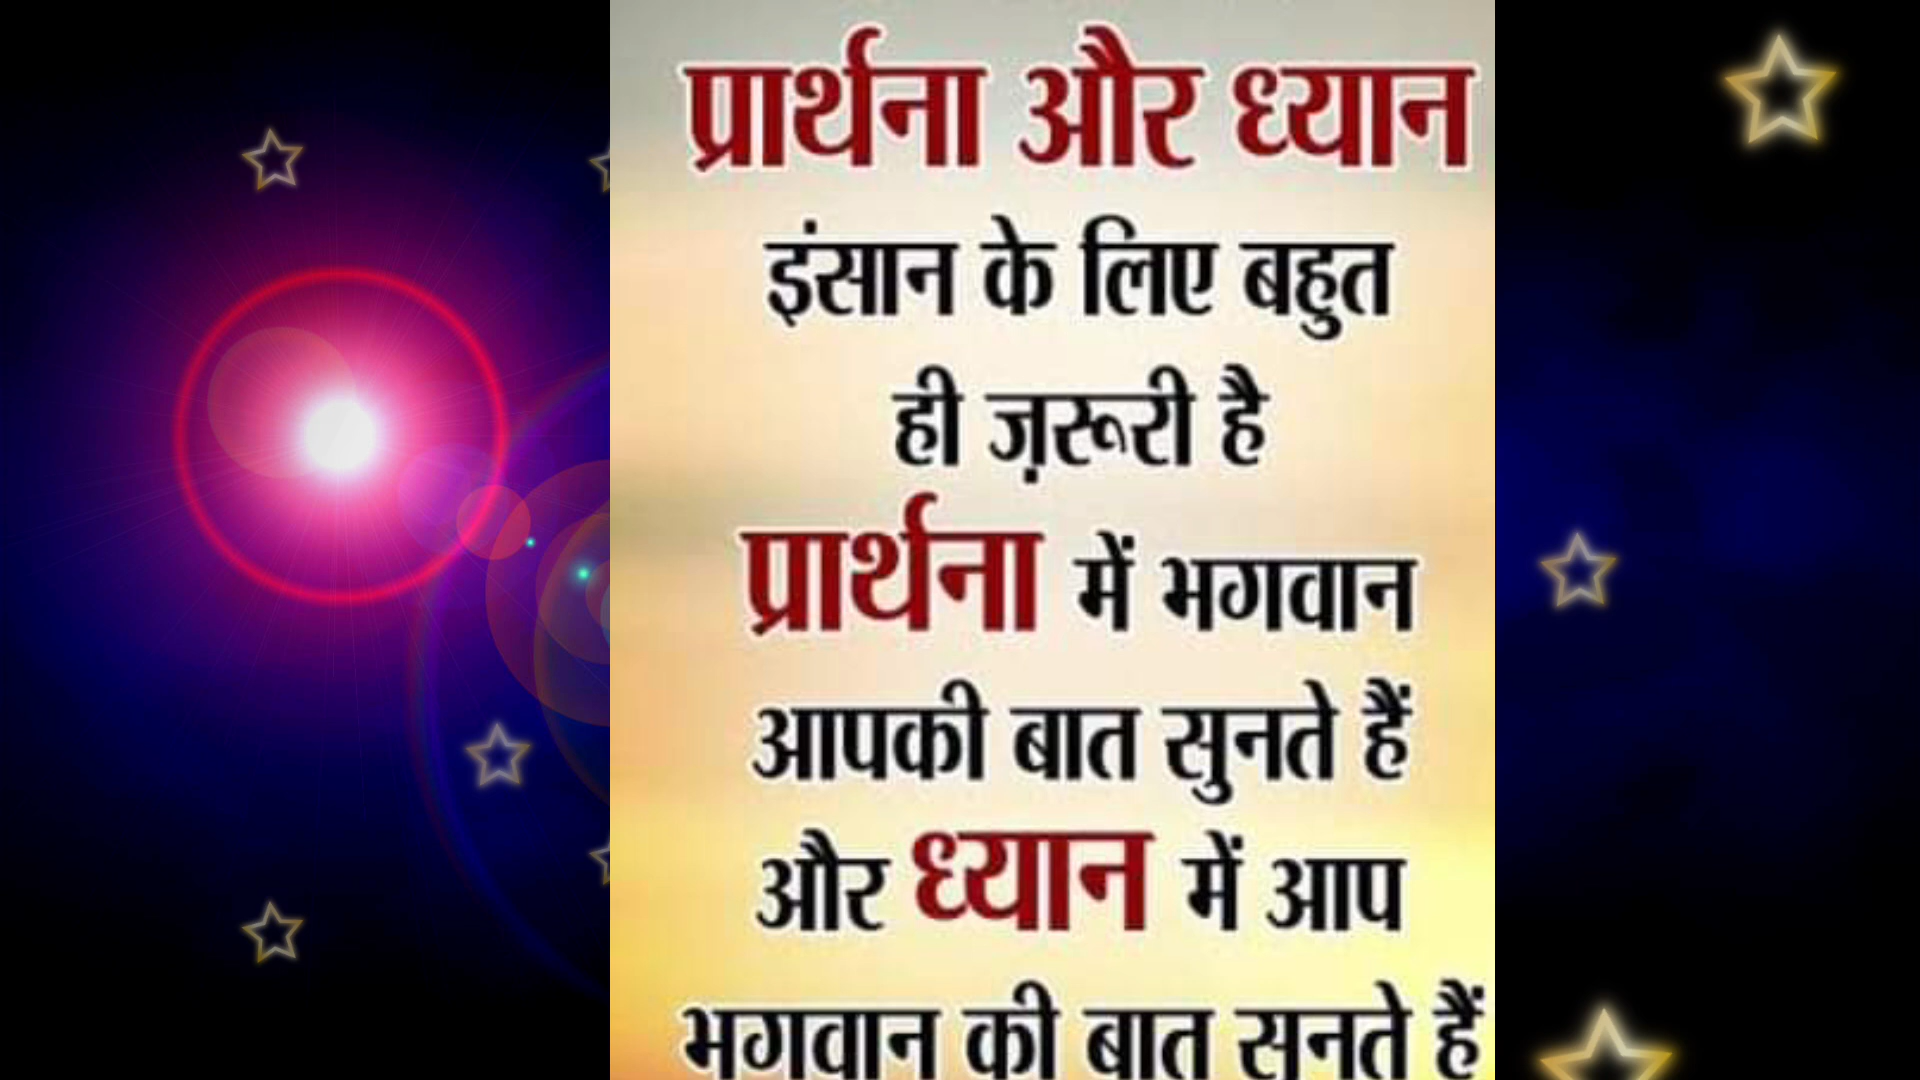 प्रार्थना और ध्यान
इंसान के लिए बहुत
ही ज़रूरी है
प्रार्थना में भगवान
आपकी बात सुनते हैं
और ध्यान में आप
भगवान की बात सुनते हैं